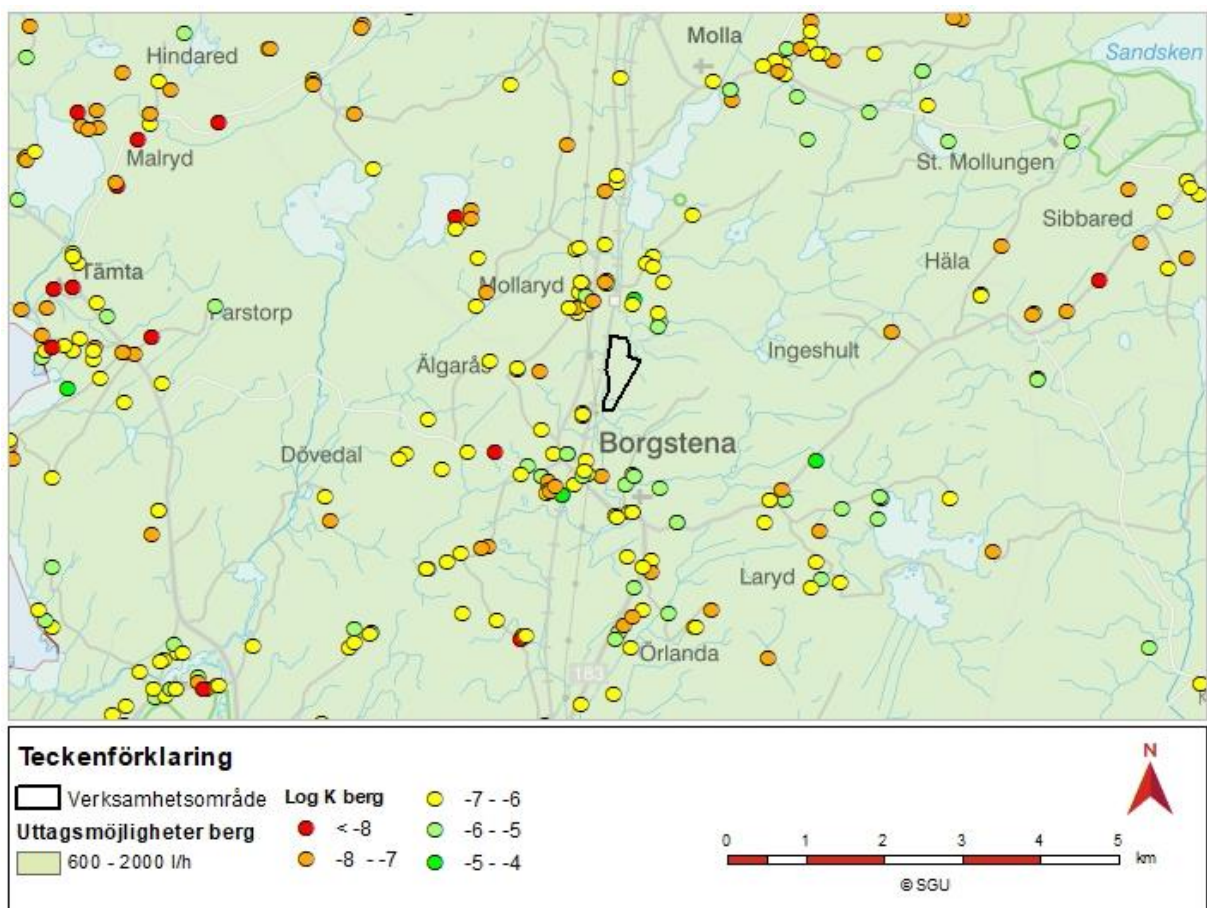 Molla
Sandsken
Hindared
Malryd
St. Mollungen
Sibbared
Häla
Tämta
Mollaryd
Parstorp
Ingeshult
Älgarås
Borgstena
Dövedal
Laryd
Örlanda
183
Teckenförklaring
Verksamhetsområde
Uttagsmöjligheter berg
600 - 2000 l/h
Log K berg
< -8
-8 - -7
-7 - -6
-6 - -5
-5 - -4
N
0 1 2 3 4 5
km
© SGU